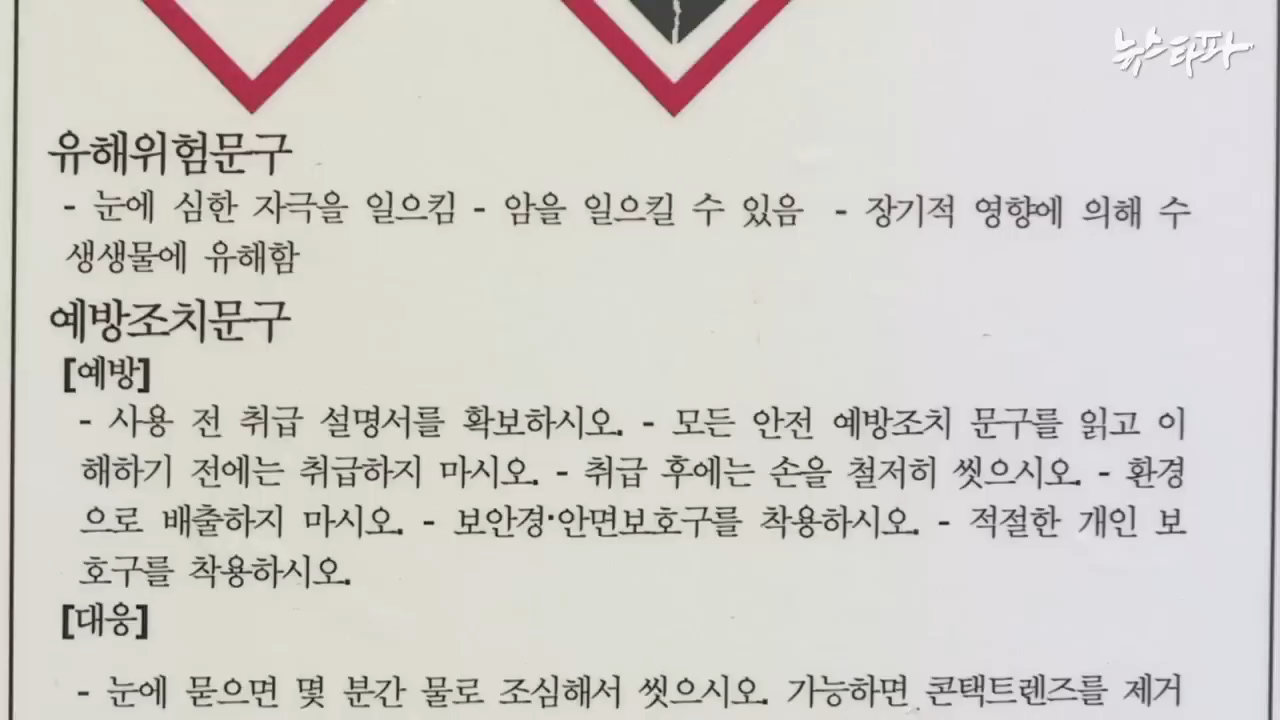 뉴스타파
유해위험문구
- 눈에 심한 자극을 일으킴 - 암을 일으킬 수 있음 - 장기적 영향에 의해 수
생생물에 유해함
예방조치문구
[예방]
- 사용 전 취급 설명서를 확보하시오. - 모든 안전 예방조치 문구를 읽고 이
해하기 전에는 취급하지 마시오. - 취급 후에는 손을 철저히 씻으시오. - 환경
으로 배출하지 마시오. - 보안경·안면보호구를 착용하시오. - 적절한 개인 보
호구를 착용하시오.
[대응]
- 눈에 묻으면 몇 분간 물로 조심해서 씻으시오. 가능하면 콘택트렌즈를 제거